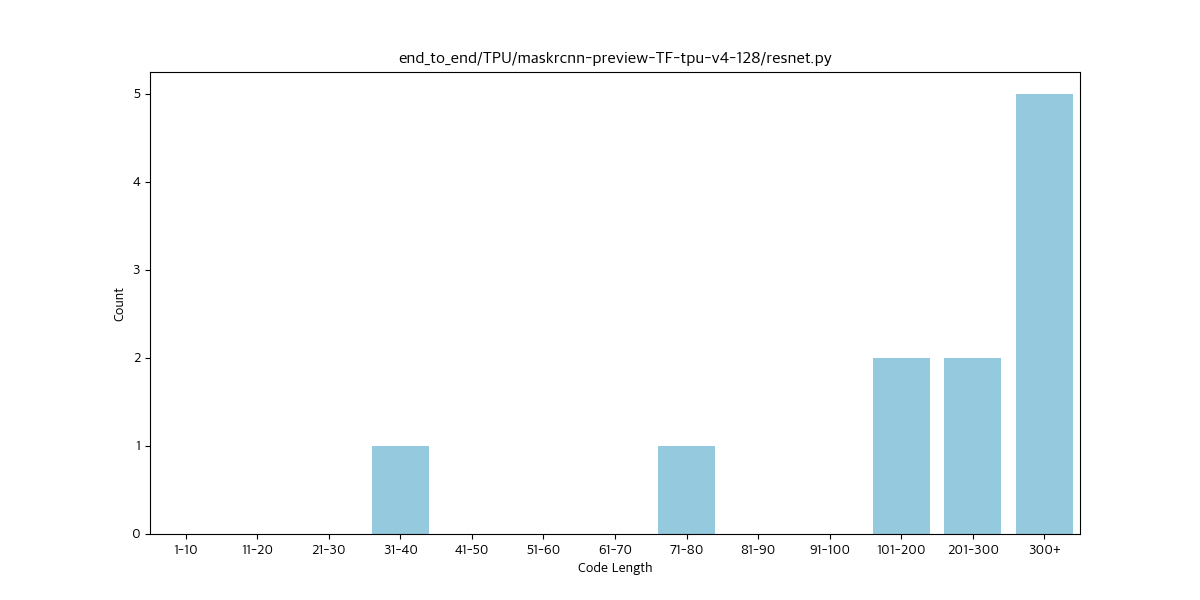 end_to_end/TPU/maskrcnn-preview-TF-tpu-v4-128/resnet.py
5
4
3
2
1
0
Count
1-10 11-20 21-30 31-40 41-50 51-60 61-70 71-80 81-90 91-100 101-200 201-300 300+
Code Length